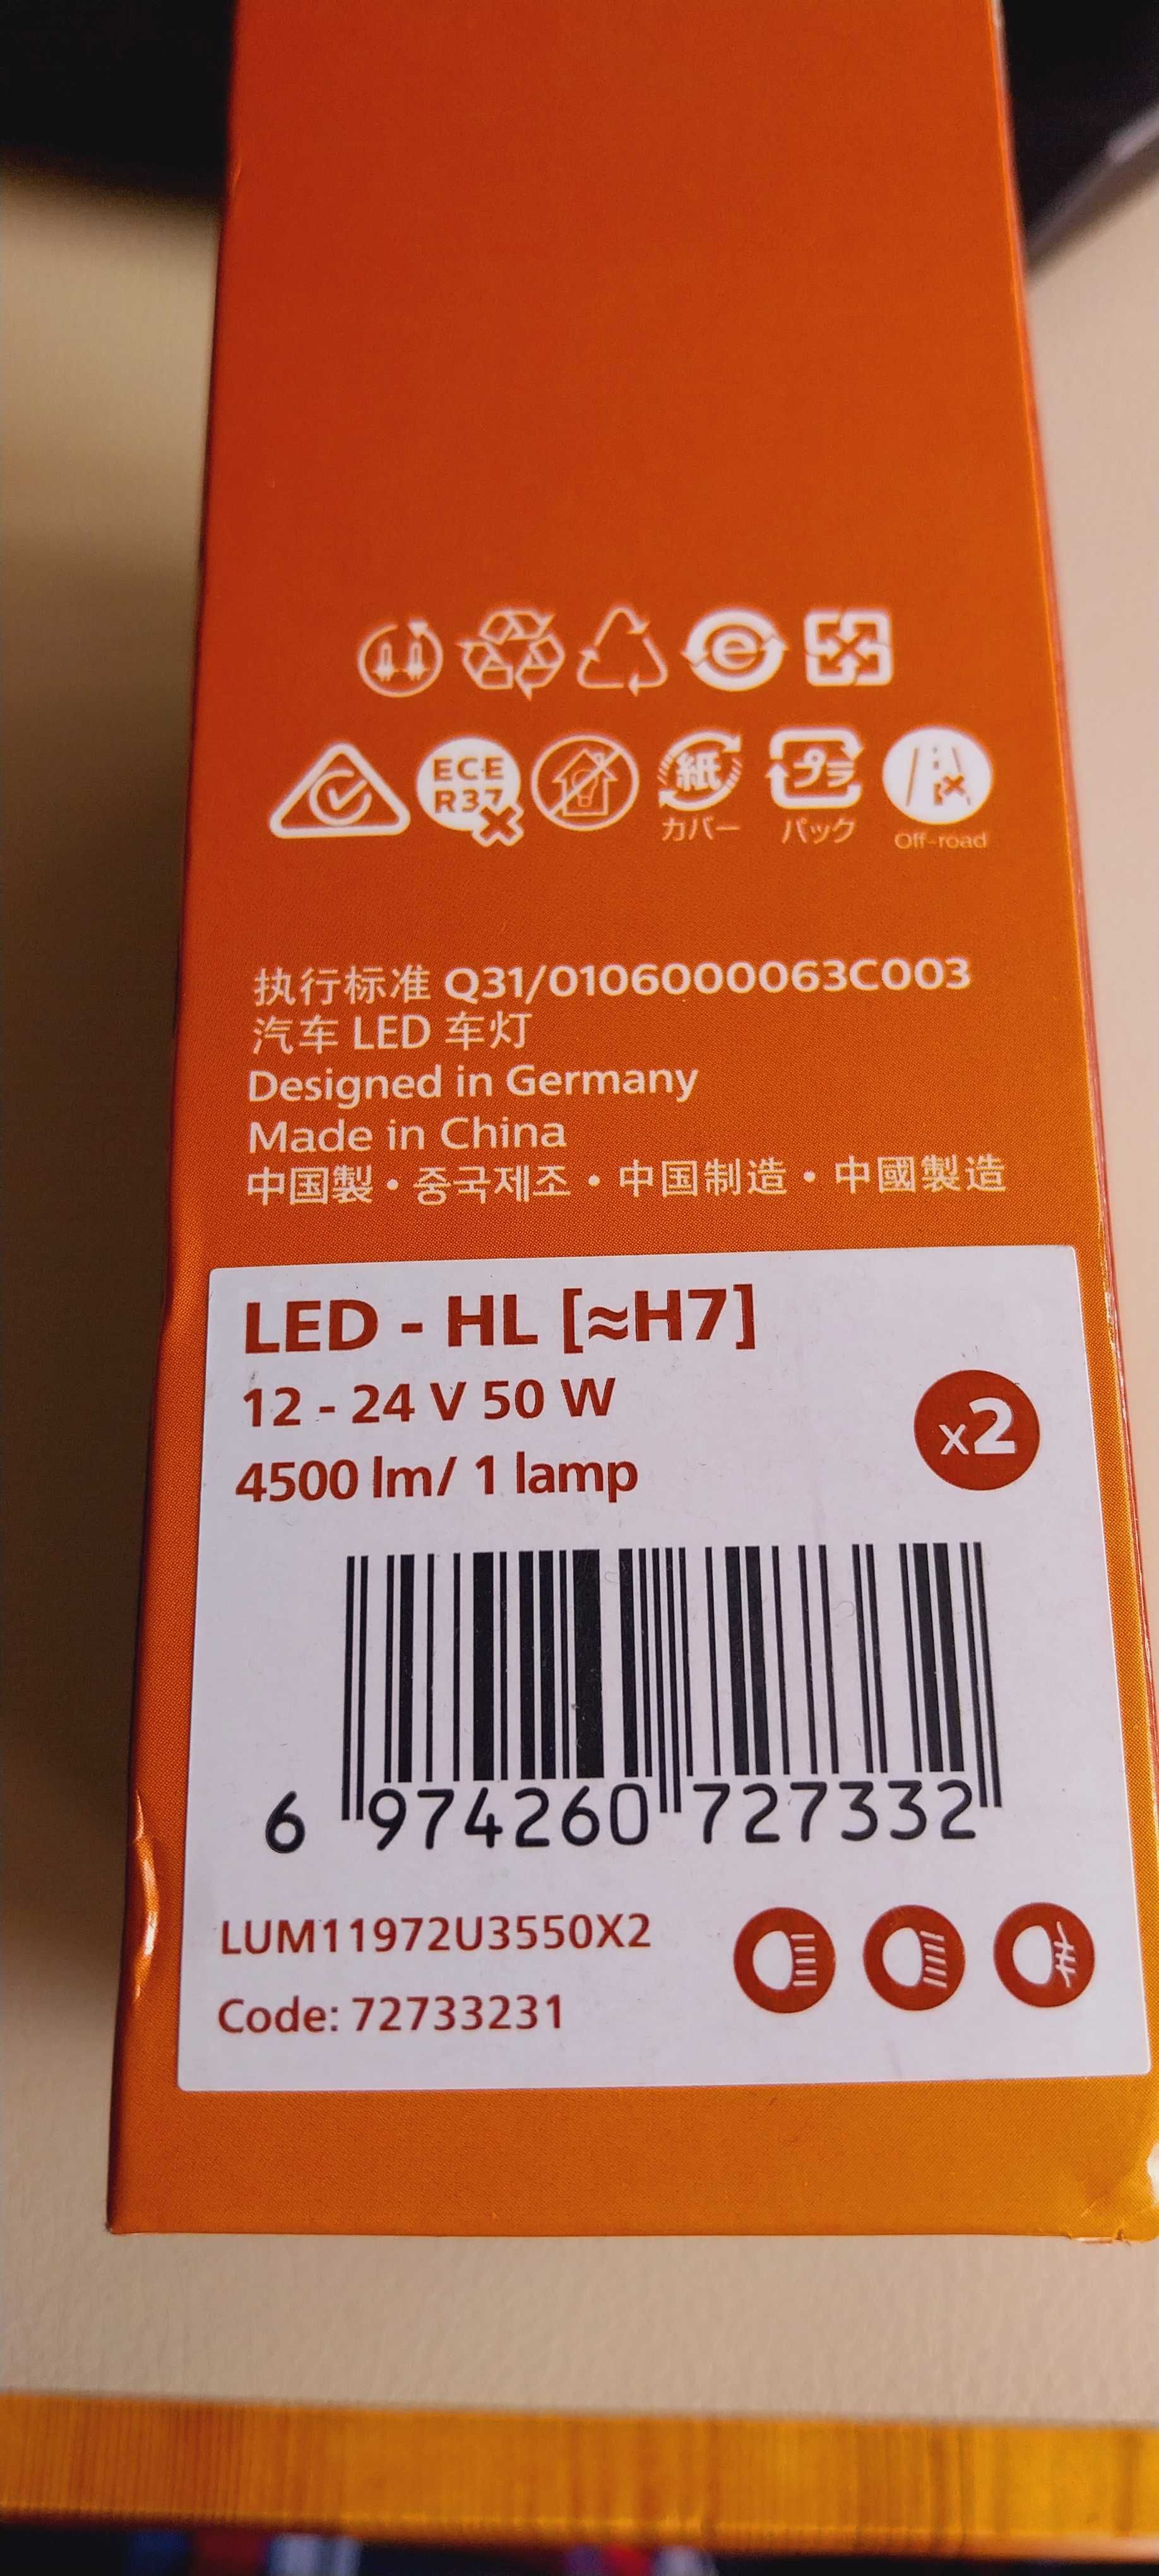 ECE
R37
紙
プラ
カバー
パック
Off-road
执行标准 Q31/0106000063C003
汽车 LED 车灯
Designed in Germany
Made in China
中国製 • 중국제조 • 中国制造 • 中國製造
LED - HL [≈H7]
12 - 24 V 50 W
x2
4500 lm/ 1 lamp
6 974260 727332
LUM11972U3550X2
Code: 72733231